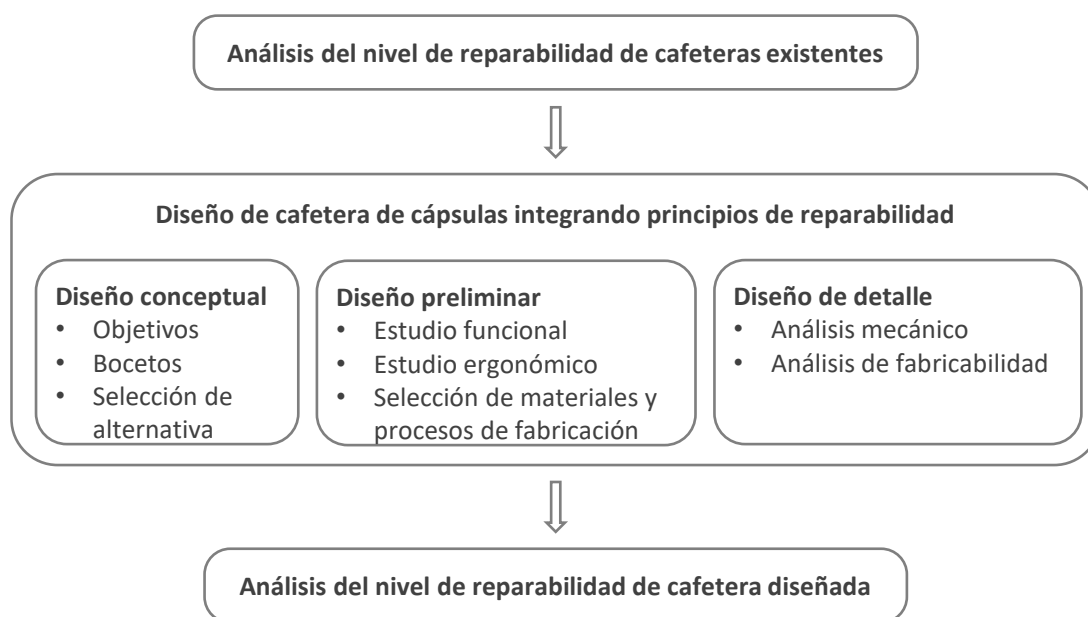 Análisis del nivel de reparabilidad de cafeteras existentes
Diseño de cafetera de cápsulas integrando principios de reparabilidad
Diseño conceptual
• Objetivos
• Bocetos
• Selección de
alternativa
Diseño preliminar
• Estudio funcional
• Estudio ergonómico
• Selección de materiales y
procesos de fabricación
Diseño de detalle
• Análisis mecánico
• Análisis de fabricabilidad
Análisis del nivel de reparabilidad de cafetera diseñada